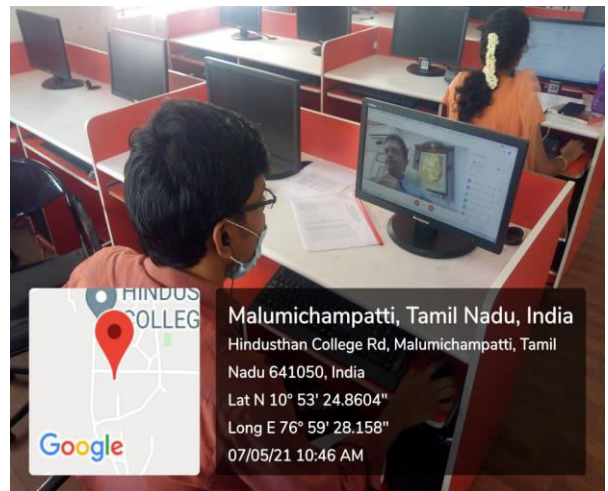 HINDUS
COLLEG
Google
Malumichampatti, Tamil Nadu, India
Hindusthan College Rd, Malumichampatti, Tamil
Nadu 641050, India
Lat N 10° 53' 24.8604"
Long E 76° 59' 28.158"
07/05/21 10:46 AM